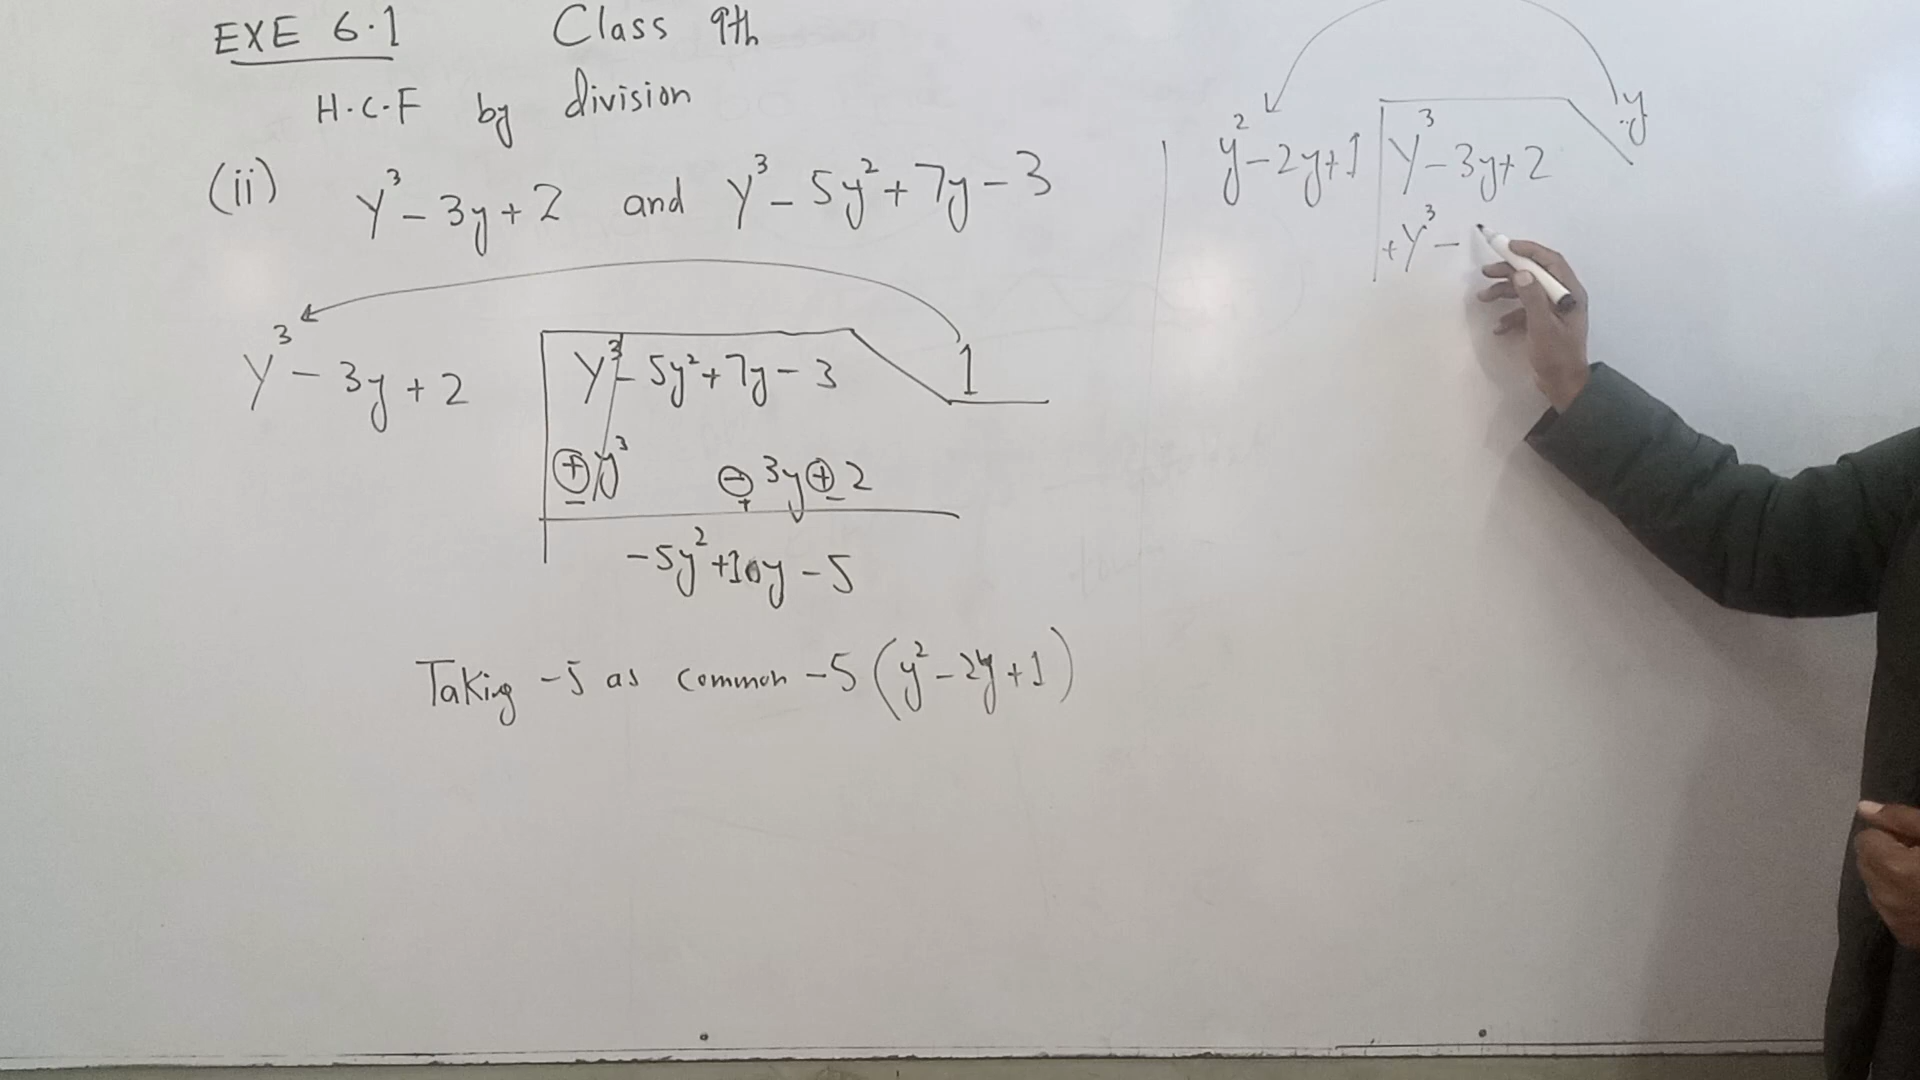 EXE 6.1 Class 9th
H.C.F by division
(ii) y³ - 3y + 2 and y³ - 5y² + 7y - 3
y³ - 3y + 2 y³ - 5y² + 7y - 3 1
+ y³ - 3y + 2
- + -
-5y² + 10y - 5
Taking -5 as common -5 (y² - 2y + 1)
y
y² - 2y + 1 y³ - 3y + 2
+ y³ -